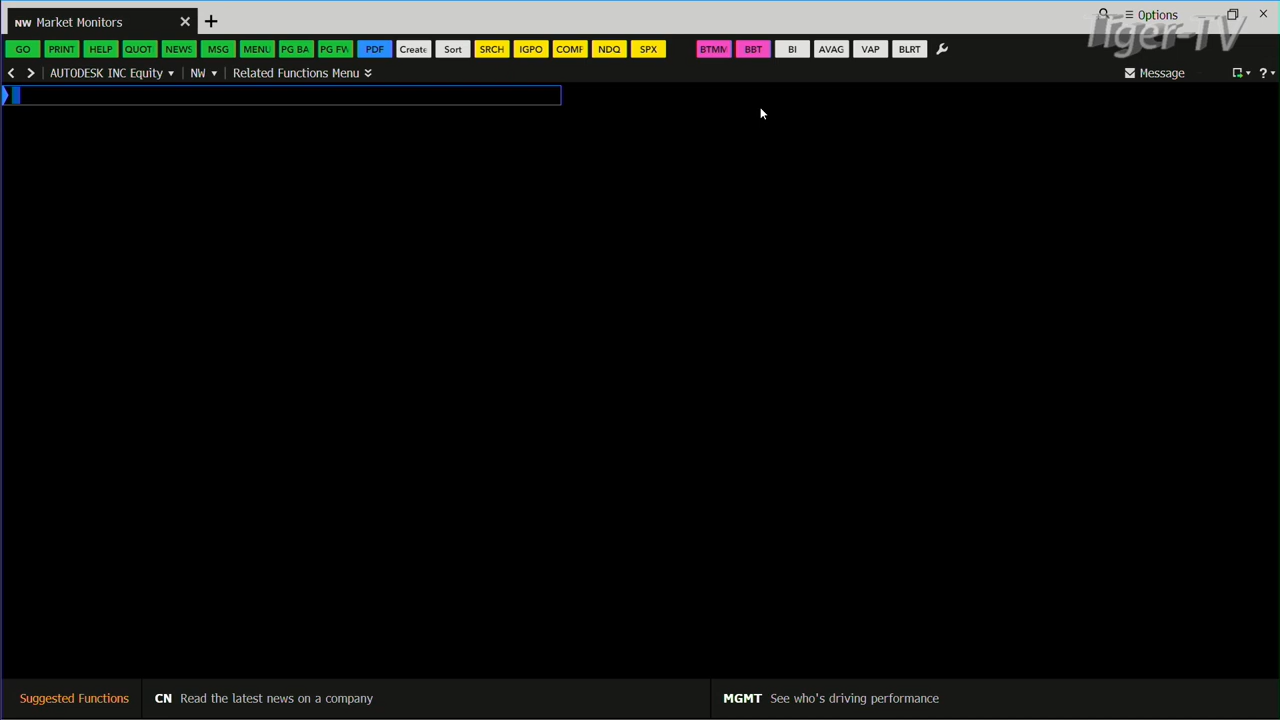 NW Market Monitors
Options
Tiger-TV
GO PRINT HELP QUOT NEWS MSG MENU PG BA PG FW PDF Create Sort SRCH IGPO COMF NDQ SPX BTMM BBT BI AVAG VAP BLRT
AUTODESK INC Equity NW Related Functions Menu Message ?
Suggested Functions CN Read the latest news on a company MGMT See who's driving performance